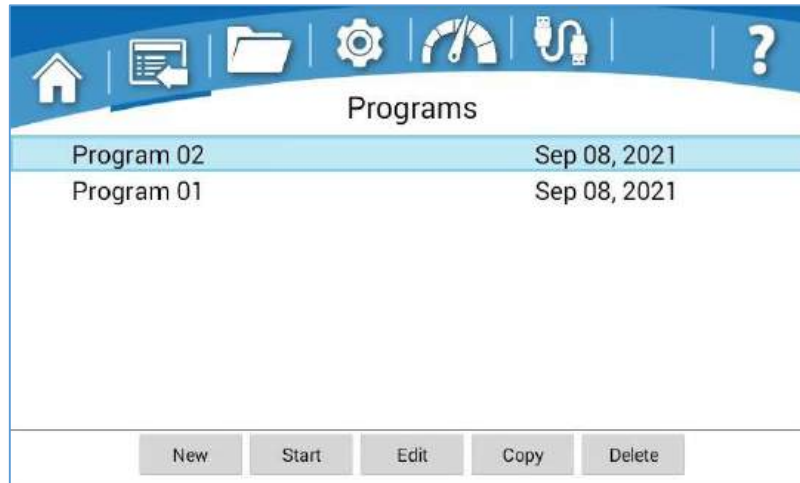 ?
Programs
Program 02 Sep 08, 2021
Program 01 Sep 08, 2021
New Start Edit Copy Delete